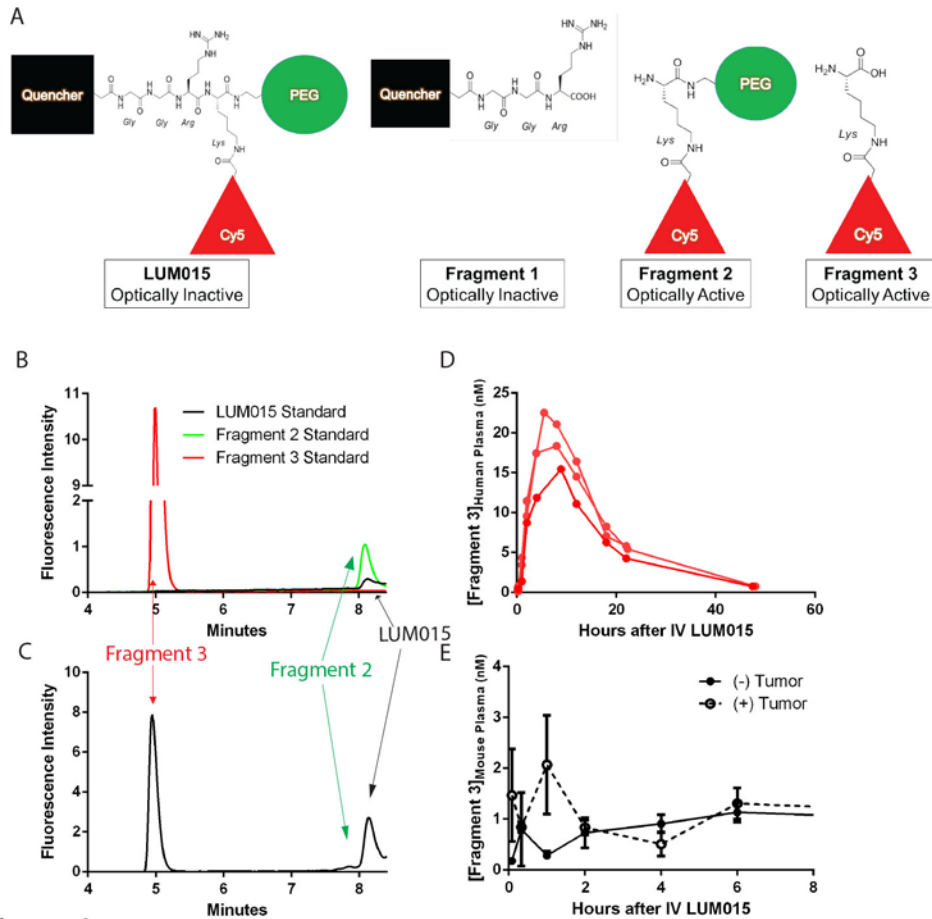 A
Quencher
Gly
Gly
Arg
Lys
PEG
Cy5
LUM015
Optically Inactive
Quencher
Gly
Gly
Arg
COOH
Fragment 1
Optically Inactive
H₂N
Lys
PEG
Cy5
Fragment 2
Optically Active
H₂N
OH
Lys
Cy5
Fragment 3
Optically Active
B
Fluorescence Intensity
11
10
9
2
1
0
LUM015 Standard
Fragment 2 Standard
Fragment 3 Standard
4 5 6 7 8
Minutes
Fragment 3
Fragment 2
LUM015
C
Fluorescence Intensity
10
8
6
4
2
0
4 5 6 7 8
Minutes
D
[Fragment 3]Human Plasma (nM)
25
20
15
10
5
0
0 20 40 60
Hours after IV LUM015
E
[Fragment 3]Mouse Plasma (nM)
4
3
2
1
0
(-) Tumor
(+) Tumor
0 2 4 6 8
Hours after IV LUM015